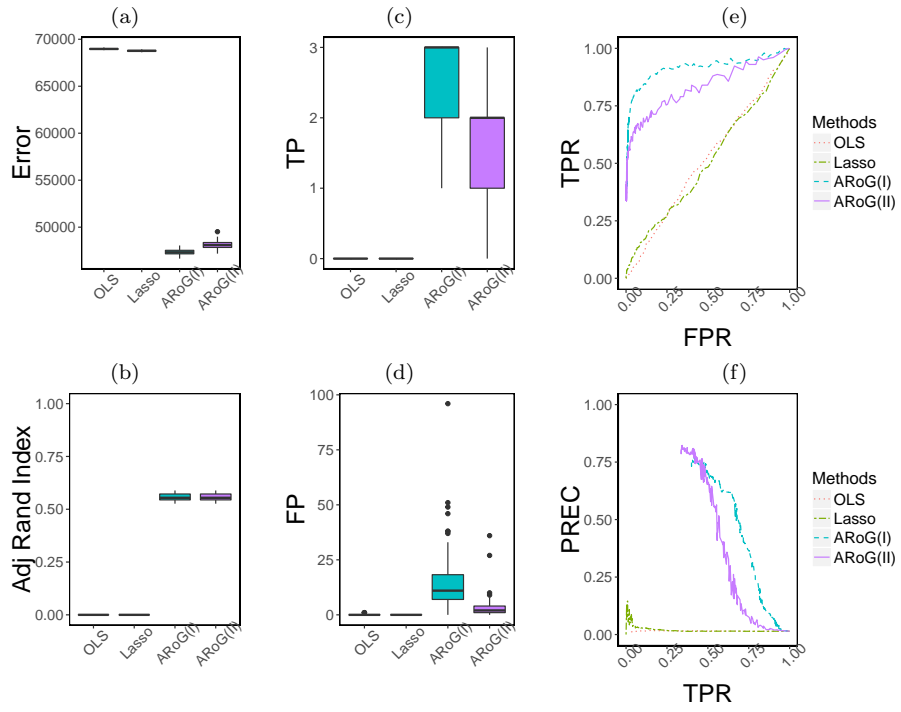 (a)
70000
65000
60000
55000
50000
Error
OLS
Lasso
ARoG(I)
ARoG(II)
(c)
3
2
1
0
TP
OLS
Lasso
ARoG(I)
ARoG(II)
(e)
1.00
0.75
0.50
0.25
0.00
TPR
0.00
0.25
0.50
0.75
1.00
FPR
Methods
OLS
Lasso
ARoG(I)
ARoG(II)
(b)
1.00
0.75
0.50
0.25
0.00
Adj Rand Index
OLS
Lasso
ARoG(I)
ARoG(II)
(d)
100
75
50
25
0
FP
OLS
Lasso
ARoG(I)
ARoG(II)
(f)
1.00
0.75
0.50
0.25
0.00
PREC
0.00
0.25
0.50
0.75
1.00
TPR
Methods
OLS
Lasso
ARoG(I)
ARoG(II)